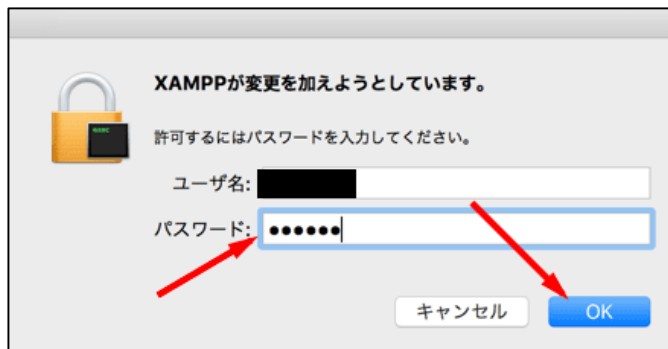 XAMPPが変更を加えようとしています。
許可するにはパスワードを入力してください。
ユーザ名:
パスワード: ●●●●●●
キャンセル OK